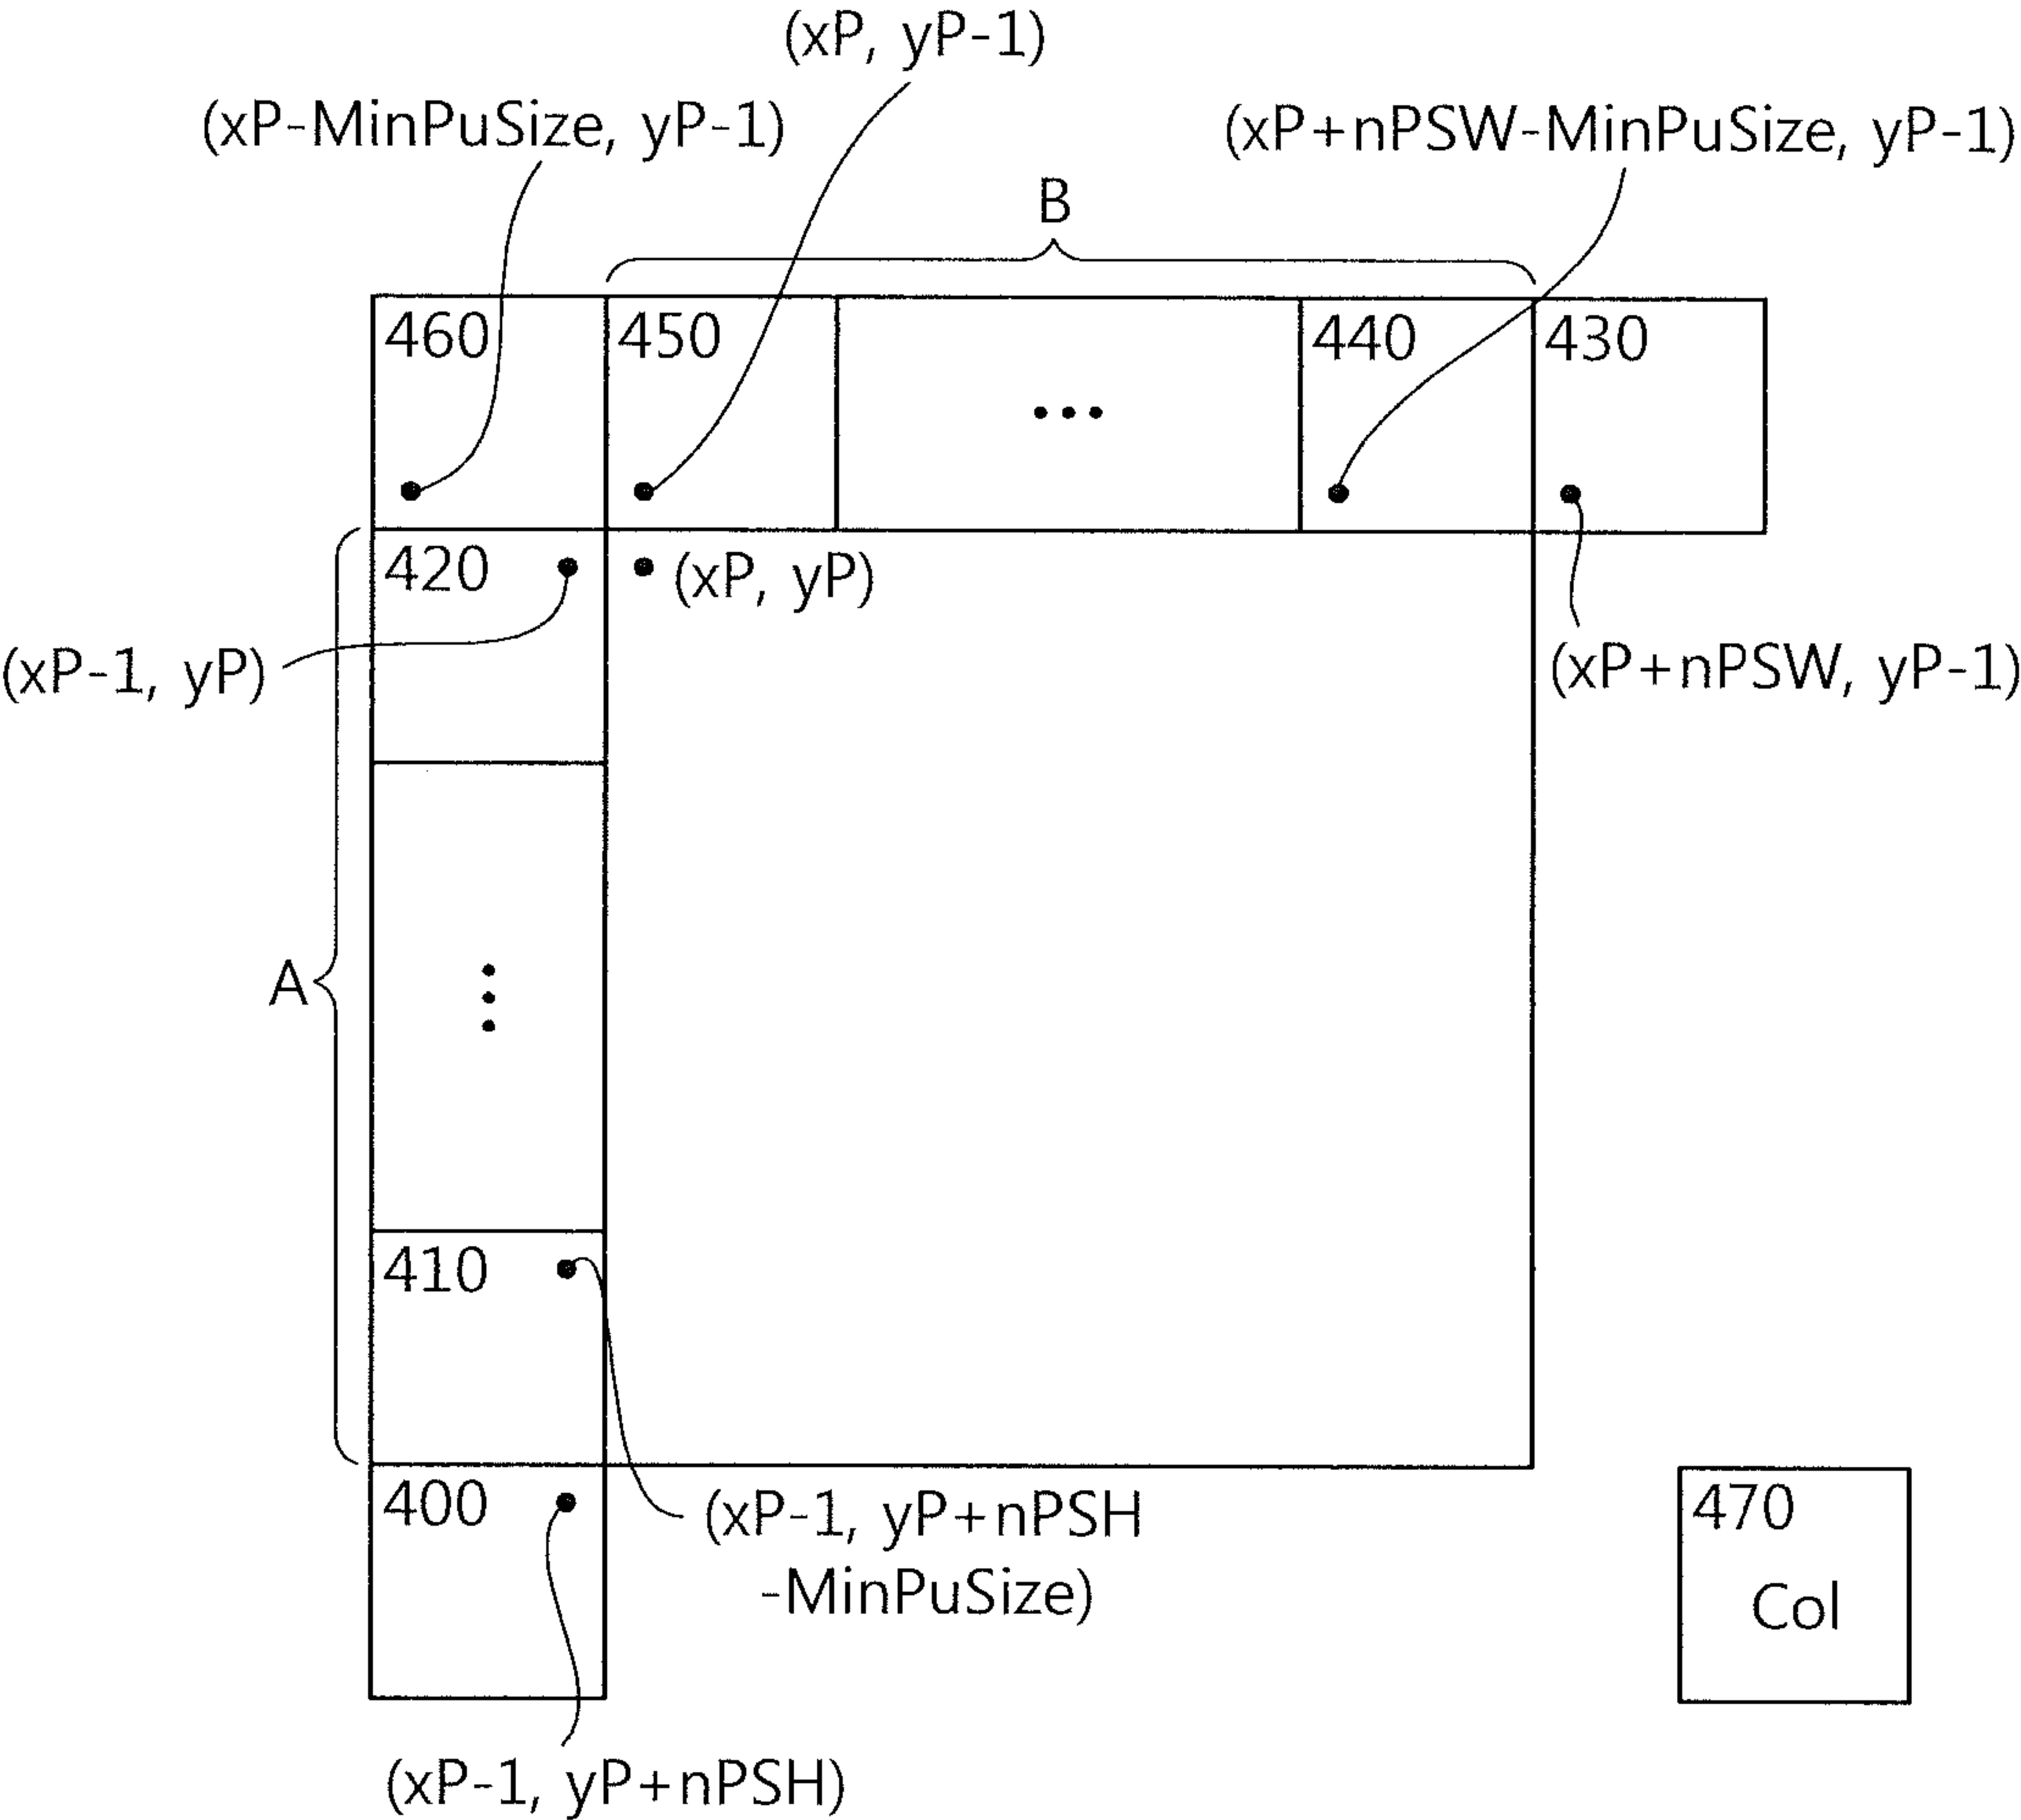 (xP, yP-1)
(xP-MinPuSize, yP-1)
(xP+nPSW-MinPuSize, yP-1)
B
460
450
...
440
430
420
(xP, yP)
(xP-1, yP)
(xP+nPSW, yP-1)
A
...
410
400
(xP-1, yP+nPSH
-MinPuSize)
470
Col
(xP-1, yP+nPSH)